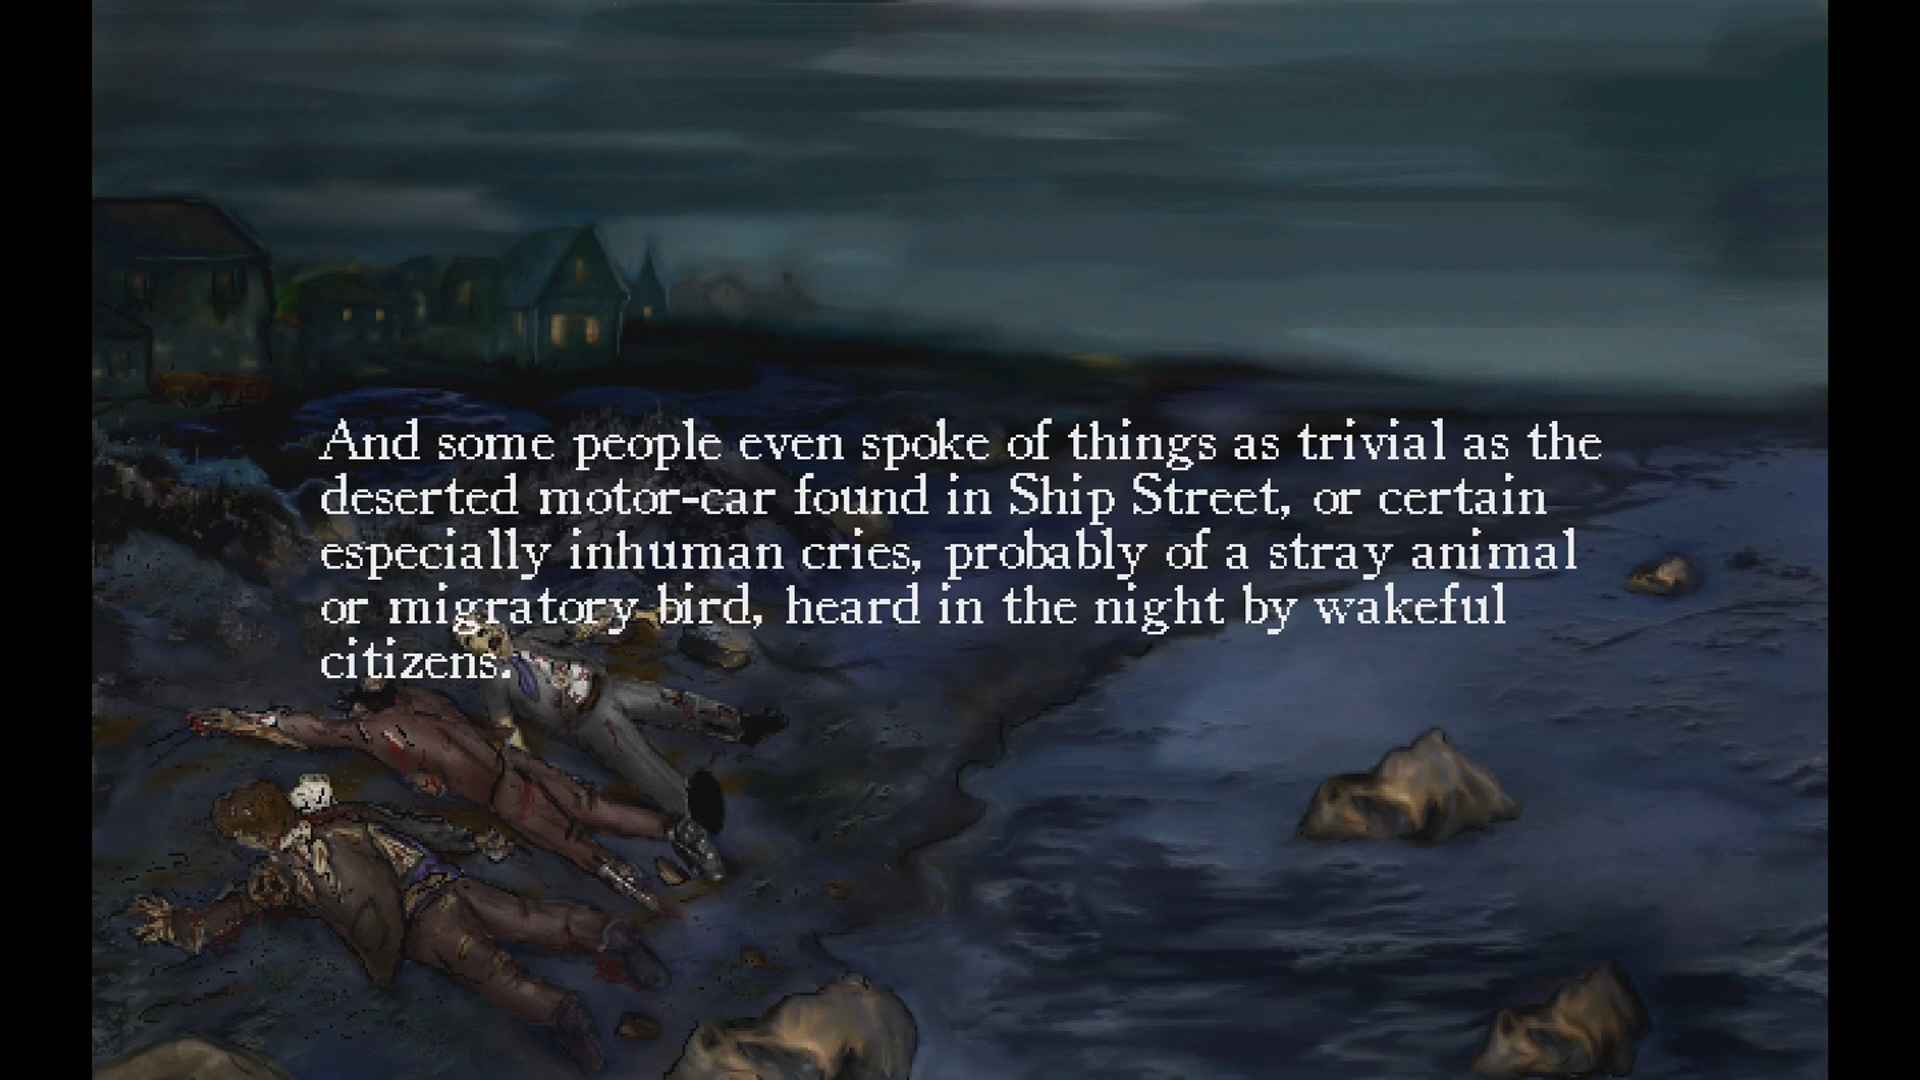 And some people even spoke of things as trivial as the
deserted motor-car found in Ship Street, or certain
especially inhuman cries, probably of a stray animal
or migratory bird, heard in the night by wakeful
citizens.